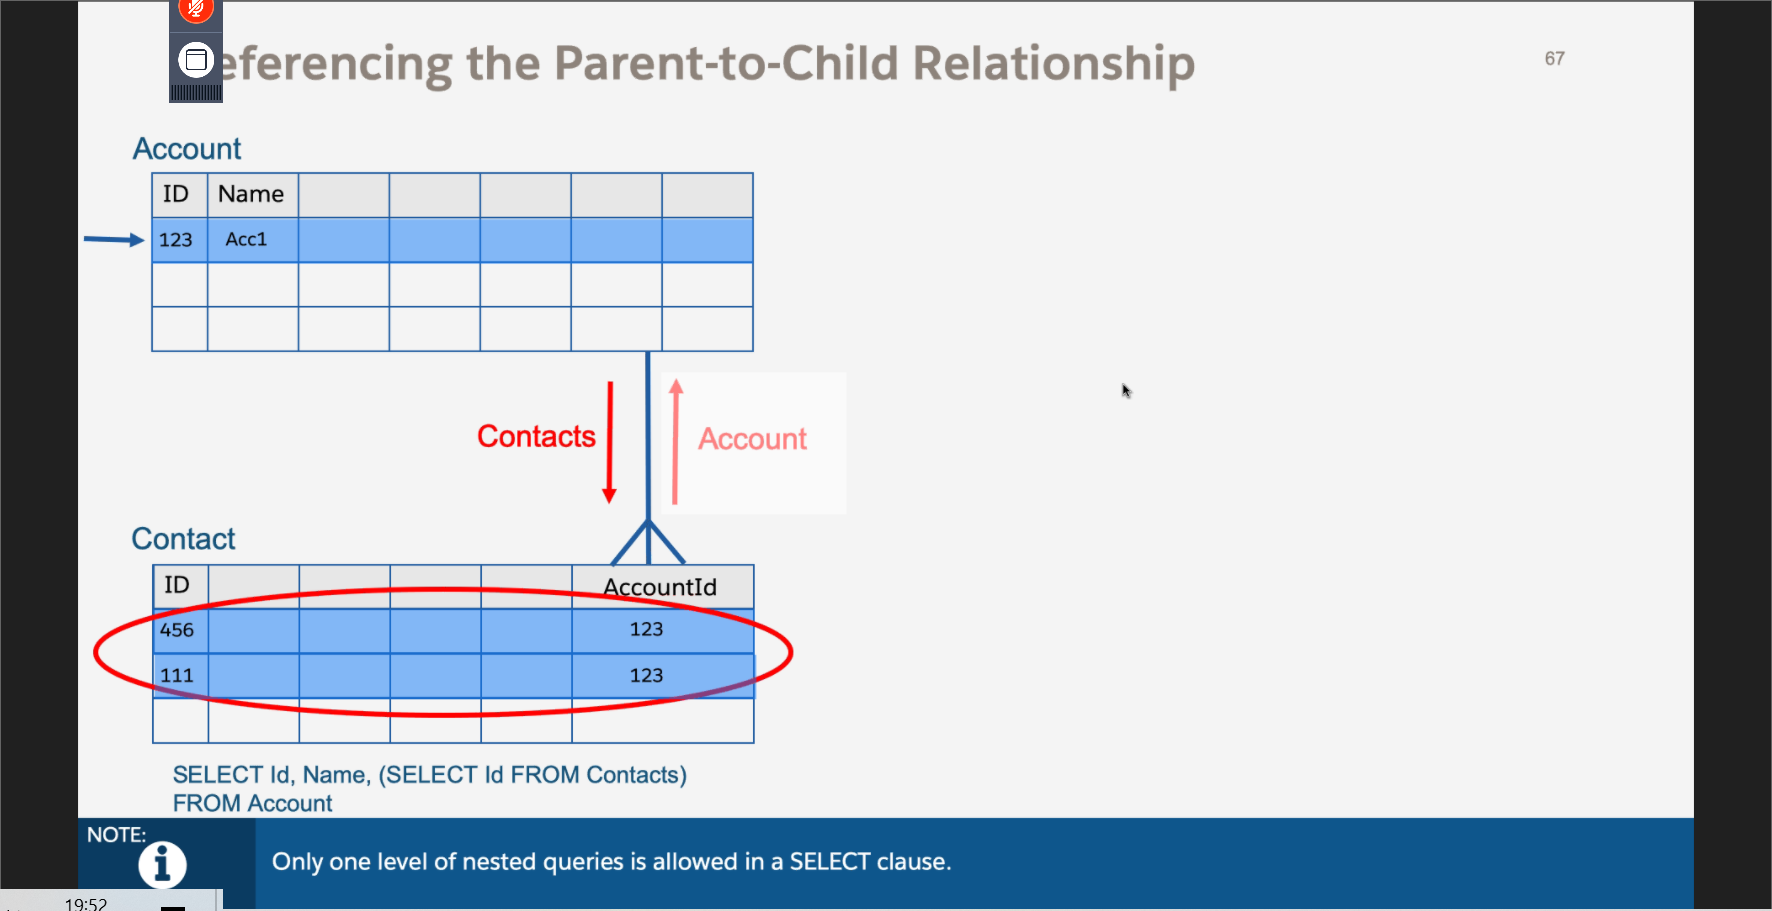 eferencing the Parent-to-Child Relationship
67
Account
ID Name
123 Acc1
Contacts
Account
Contact
ID AccountId
456 123
111 123
SELECT Id, Name, (SELECT Id FROM Contacts)
FROM Account
NOTE:
Only one level of nested queries is allowed in a SELECT clause.
19:52